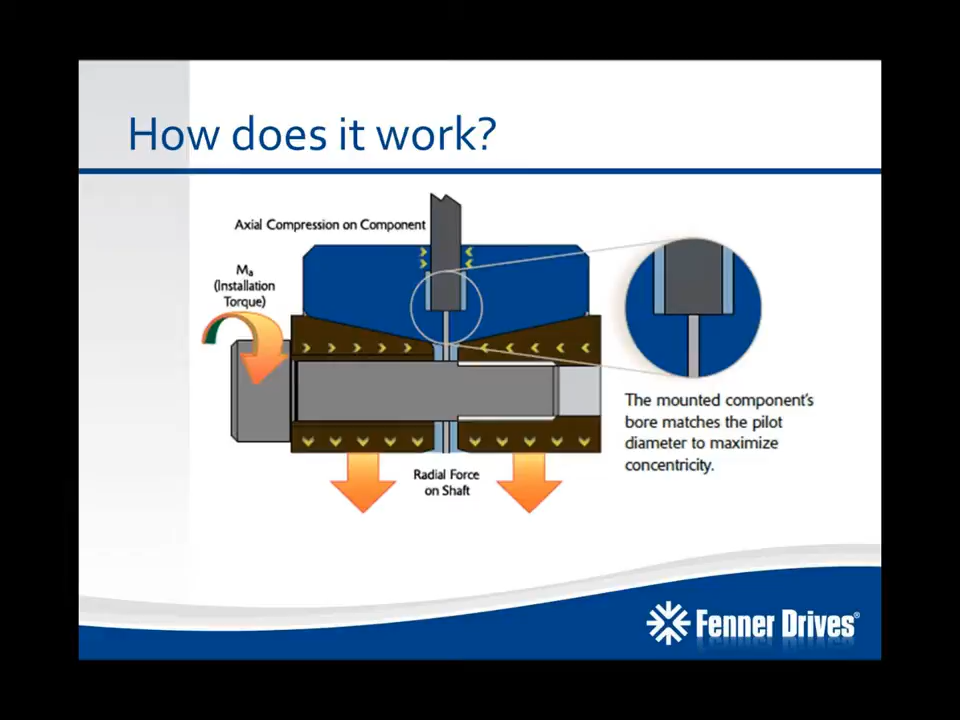 How does it work?
Axial Compression on Component
Ma
(Installation
Torque)
The mounted component's
bore matches the pilot
diameter to maximize
concentricity.
Radial Force
on Shaft
Fenner Drives®